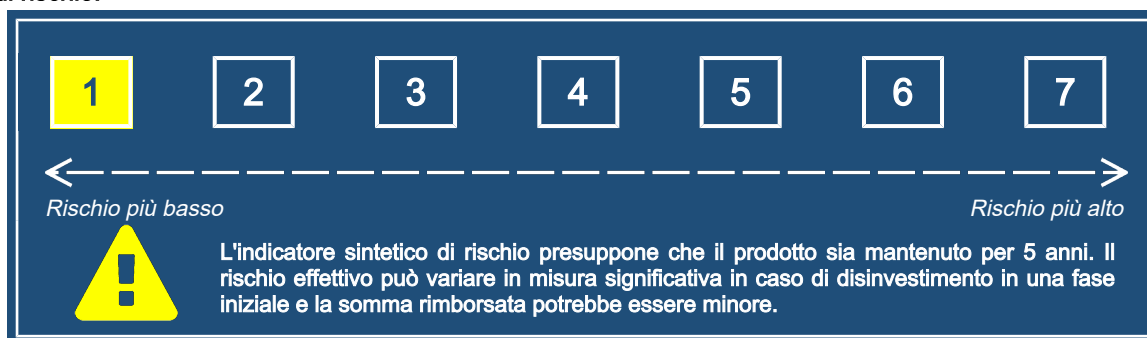 1 2 3 4 5 6 7
Rischio più basso Rischio più alto
L'indicatore sintetico di rischio presuppone che il prodotto sia mantenuto per 5 anni. Il
rischio effettivo può variare in misura significativa in caso di disinvestimento in una fase
iniziale e la somma rimborsata potrebbe essere minore.